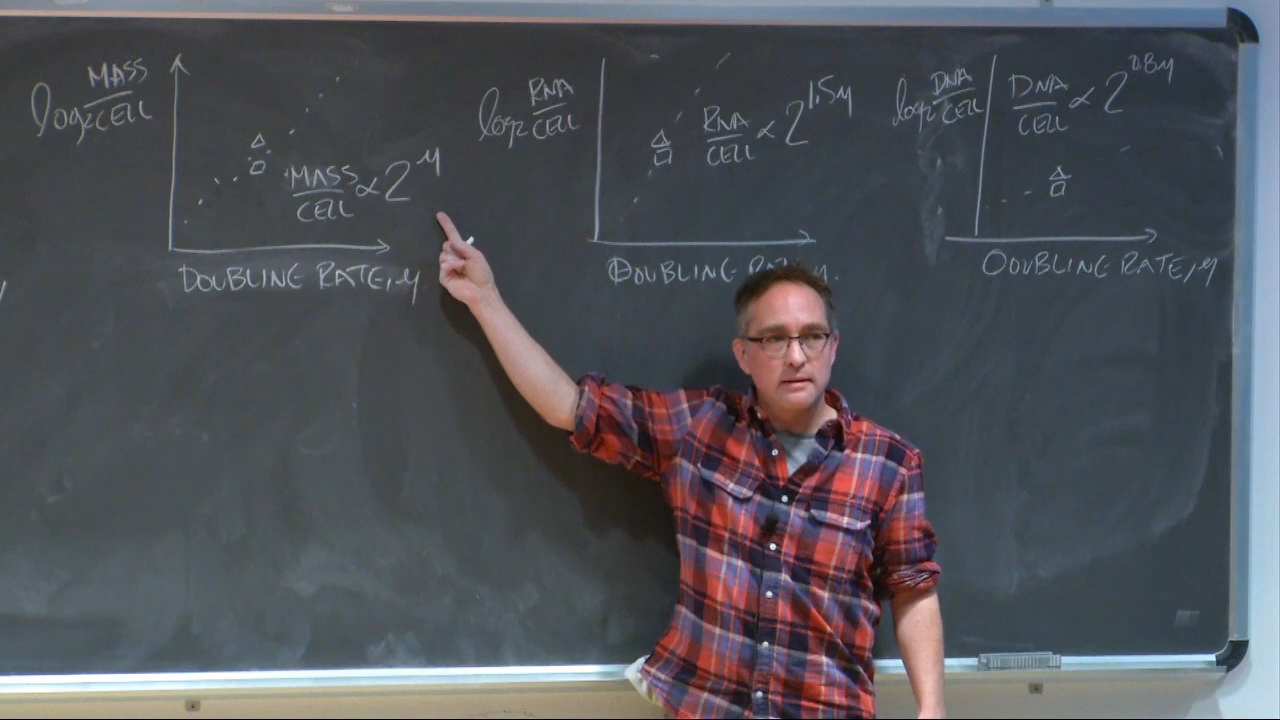 log₂ MASS/CELL
△
□
MASS/CELL ∝ 2^μ
DOUBLING RATE, μ
log₂ RNA/CELL
△
□
RNA/CELL ∝ 2^1.5μ
DOUBLING
log₂ DNA/CELL
DNA/CELL ∝ 2^0.8μ
△
□
DOUBLING RATE, μ